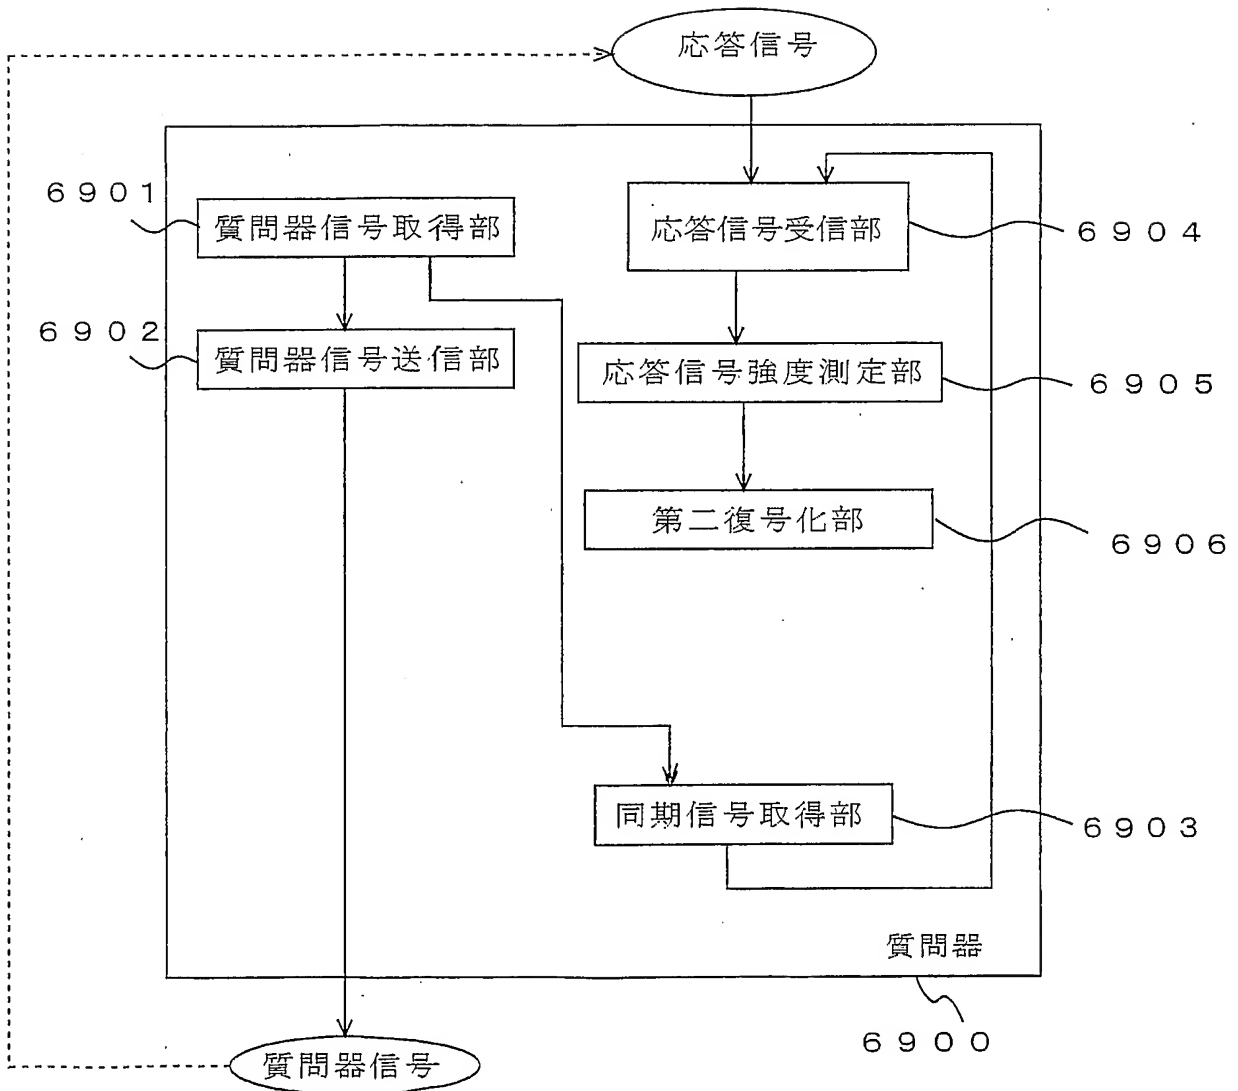 応答信号
6901
質問器信号取得部
応答信号受信部
6904
6902
質問器信号送信部
応答信号強度測定部
6905
第二復号化部
6906
同期信号取得部
6903
質問器
6900
質問器信号